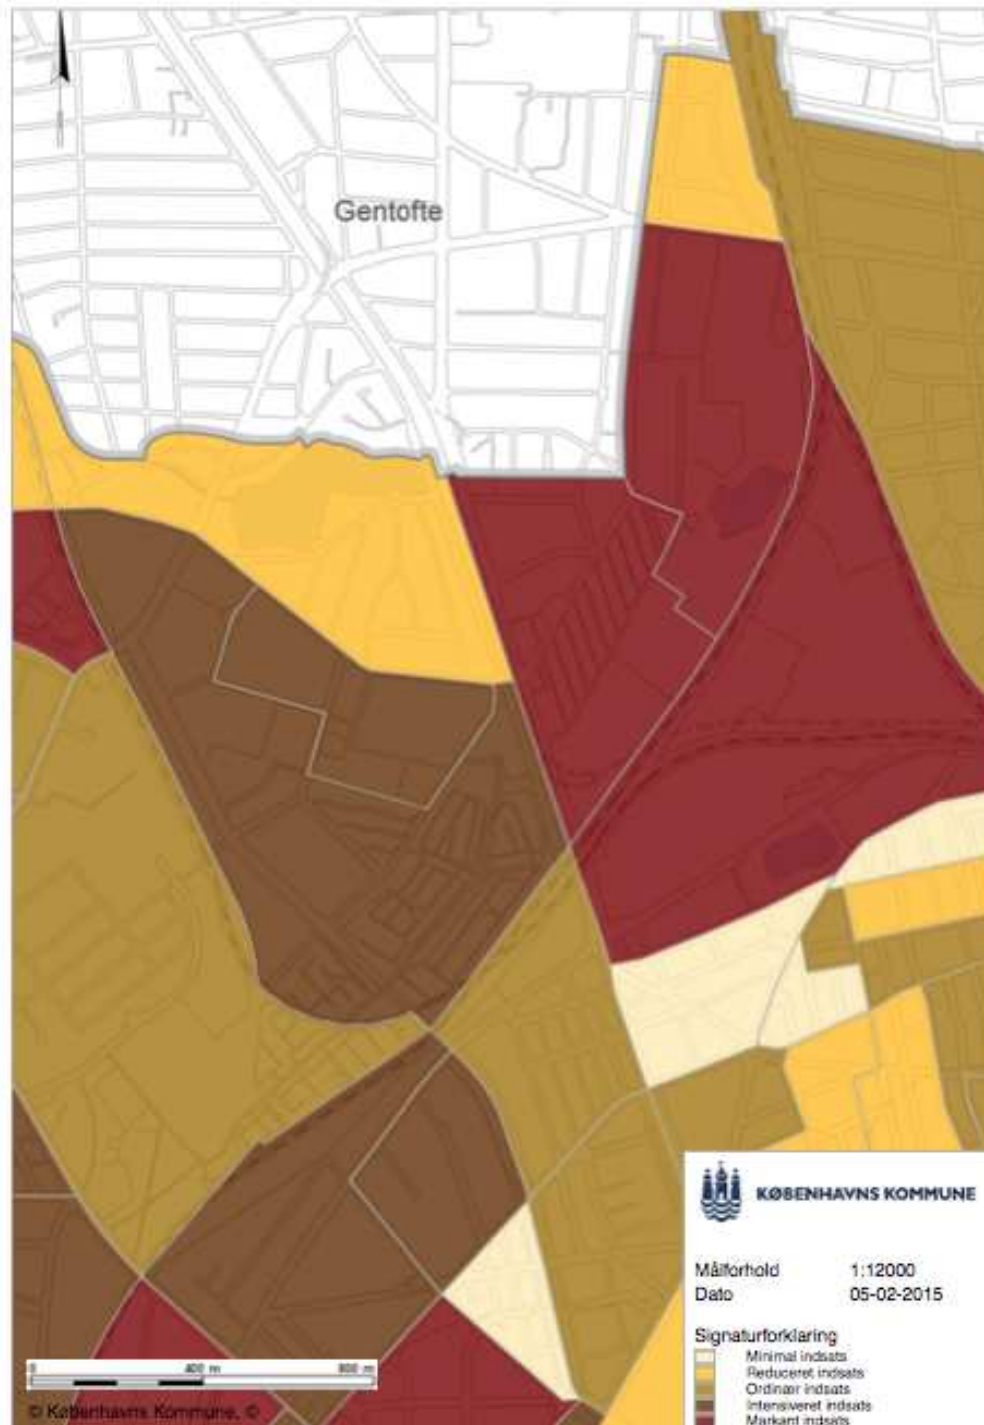 Gentofte
KØBENHAVNS KOMMUNE
Målforhold 1:12000
Dato 05-02-2015
Signaturforklaring
Minimal indsats
Reduceret indsats
Ordinær indsats
Intensiveret indsats
Markant indsats
0 400 m 800 m
© Københavns Kommune, ©